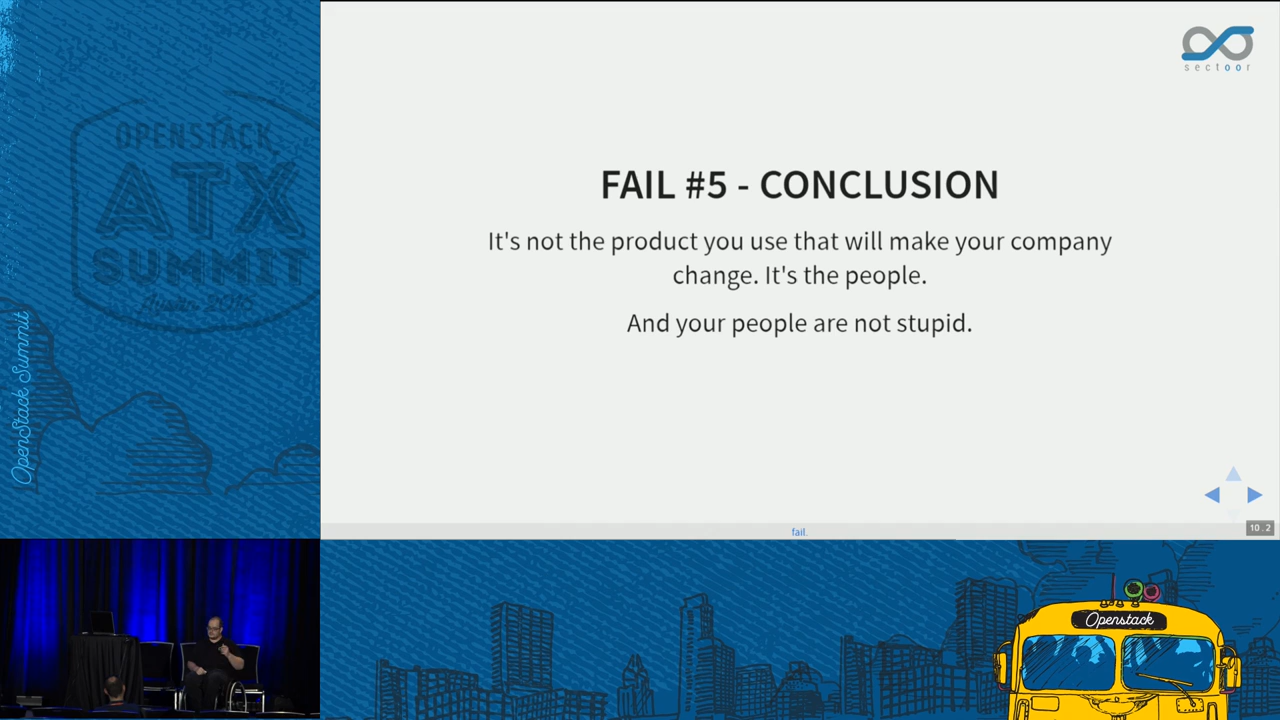 OPENSTACK
ATX
SUMMIT
Austin 2016
OpenStack Summit
sectoor
FAIL #5 - CONCLUSION
It's not the product you use that will make your company
change. It's the people.
And your people are not stupid.
fail.
10.2
Openstack